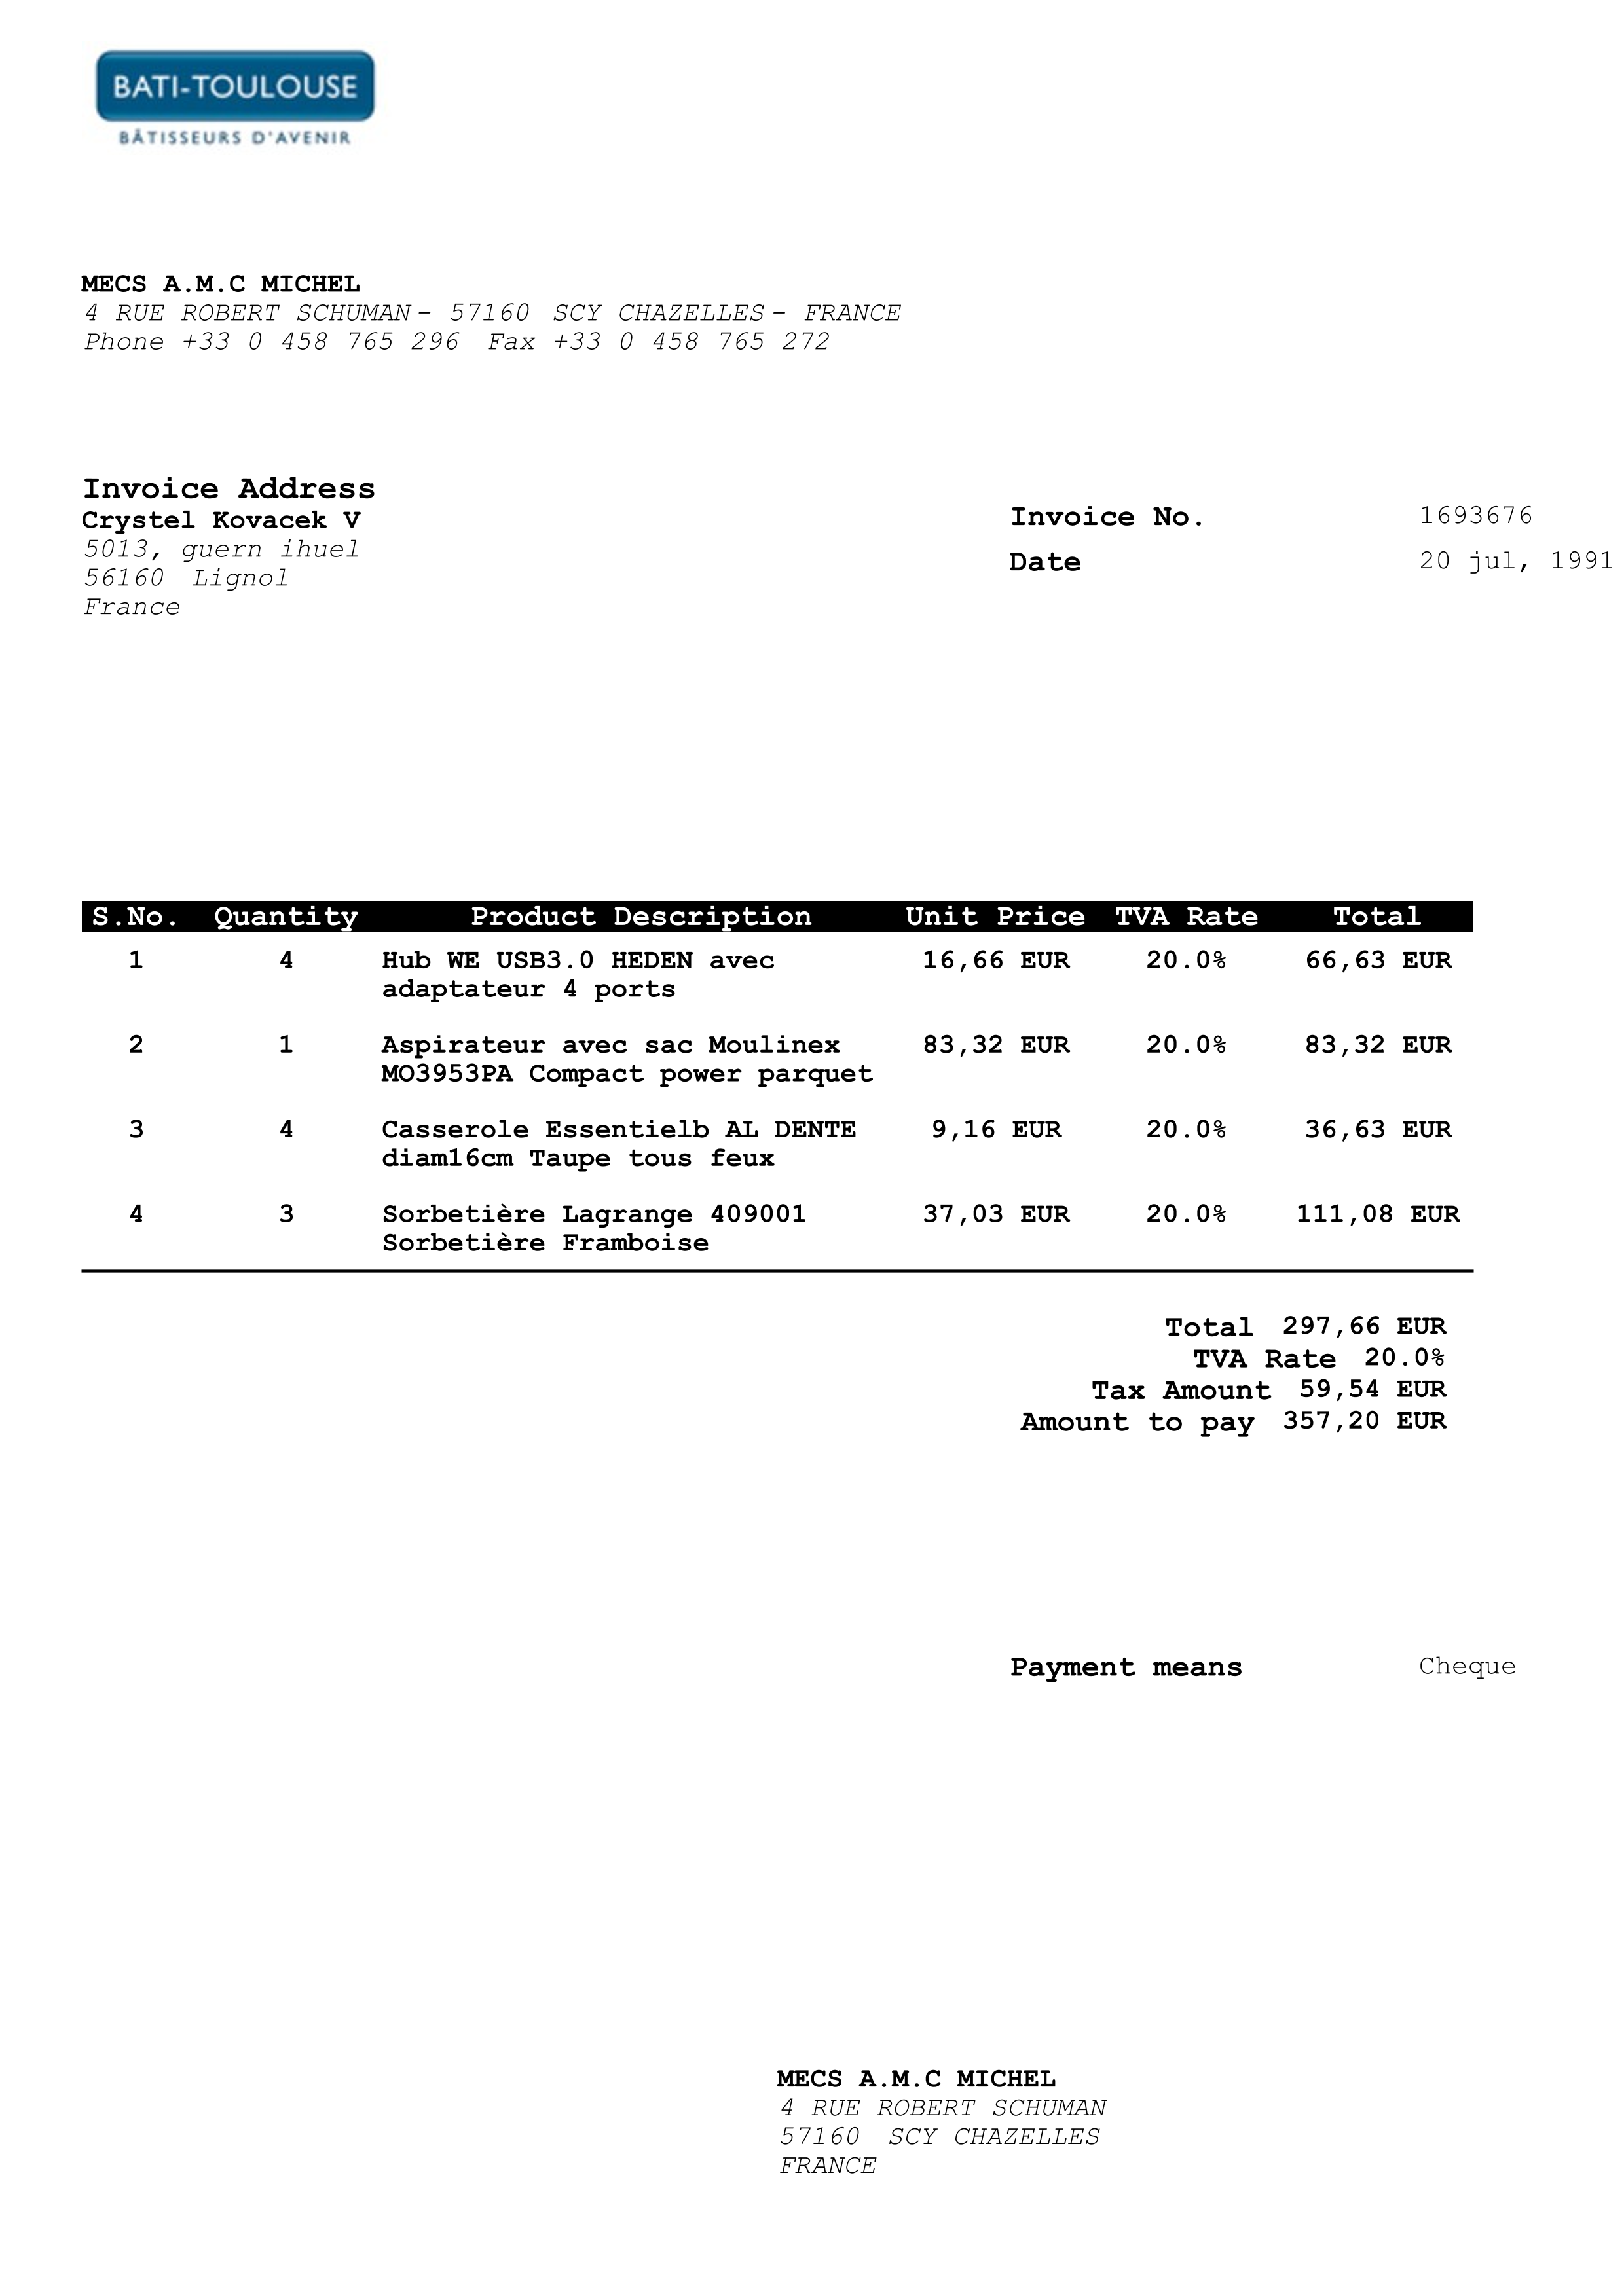 BATI-TOULOUSE
BÂTISSEURS D'AVENIR
MECS A.M.C MICHEL
4 RUE ROBERT SCHUMAN - 57160 SCY CHAZELLES - FRANCE
Phone +33 0 458 765 296 Fax +33 0 458 765 272
Invoice Address
Crystel Kovacek V
5013, guern ihuel
56160 Lignol
France
Invoice No. 1693676
Date 20 jul, 1991
S.No. Quantity Product Description Unit Price TVA Rate Total
1 4 Hub WE USB3.0 HEDEN avec 16,66 EUR 20.0% 66,63 EUR
adaptateur 4 ports
2 1 Aspirateur avec sac Moulinex 83,32 EUR 20.0% 83,32 EUR
MO3953PA Compact power parquet
3 4 Casserole Essentielb AL DENTE 9,16 EUR 20.0% 36,63 EUR
diam16cm Taupe tous feux
4 3 Sorbetière Lagrange 409001 37,03 EUR 20.0% 111,08 EUR
Sorbetière Framboise
Total 297,66 EUR
TVA Rate 20.0%
Tax Amount 59,54 EUR
Amount to pay 357,20 EUR
Payment means Cheque
MECS A.M.C MICHEL
4 RUE ROBERT SCHUMAN
57160 SCY CHAZELLES
FRANCE